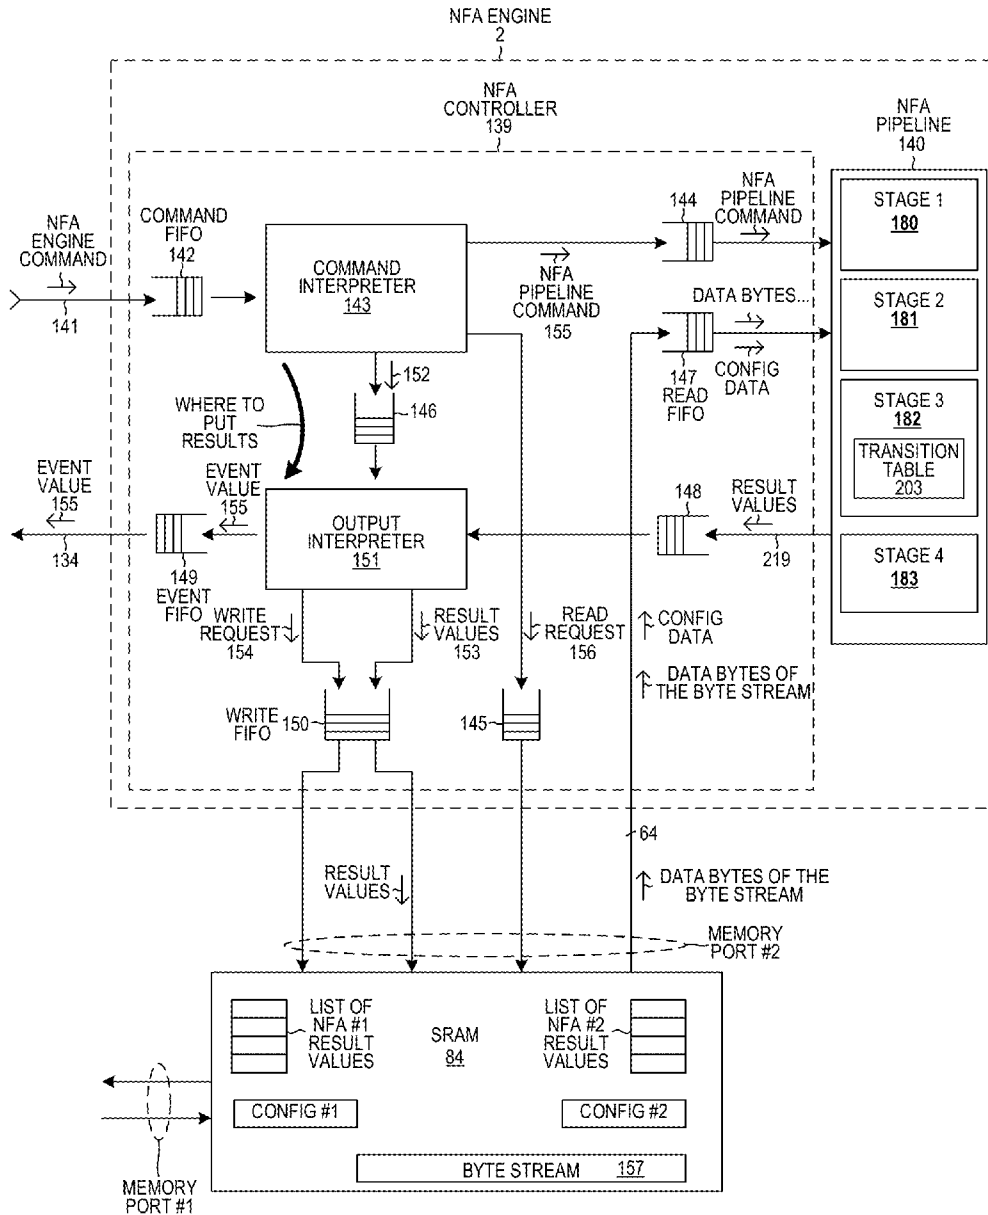 NFA ENGINE
2
NFA
CONTROLLER
139
NFA
PIPELINE
140
NFA
ENGINE
COMMAND
141
COMMAND
FIFO
142
COMMAND
INTERPRETER
143
NFA
PIPELINE
COMMAND
155
144
NFA
PIPELINE
COMMAND
STAGE 1
180
DATA BYTES...
CONFIG
DATA
147
READ
FIFO
STAGE 2
181
152
146
WHERE TO
PUT
RESULTS
STAGE 3
182
TRANSITION
TABLE
203
EVENT
VALUE
155
134
EVENT
VALUE
155
149
EVENT
FIFO
OUTPUT
INTERPRETER
151
148
RESULT
VALUES
219
STAGE 4
183
WRITE
REQUEST
154
RESULT
VALUES
153
READ
REQUEST
156
CONFIG
DATA
DATA BYTES OF
THE BYTE STREAM
WRITE
FIFO
150
145
64
RESULT
VALUES
DATA BYTES OF THE
BYTE STREAM
MEMORY
PORT #2
LIST OF
NFA #1
RESULT
VALUES
SRAM
84
LIST OF
NFA #2
RESULT
VALUES
CONFIG #1
CONFIG #2
BYTE STREAM 157
MEMORY
PORT #1